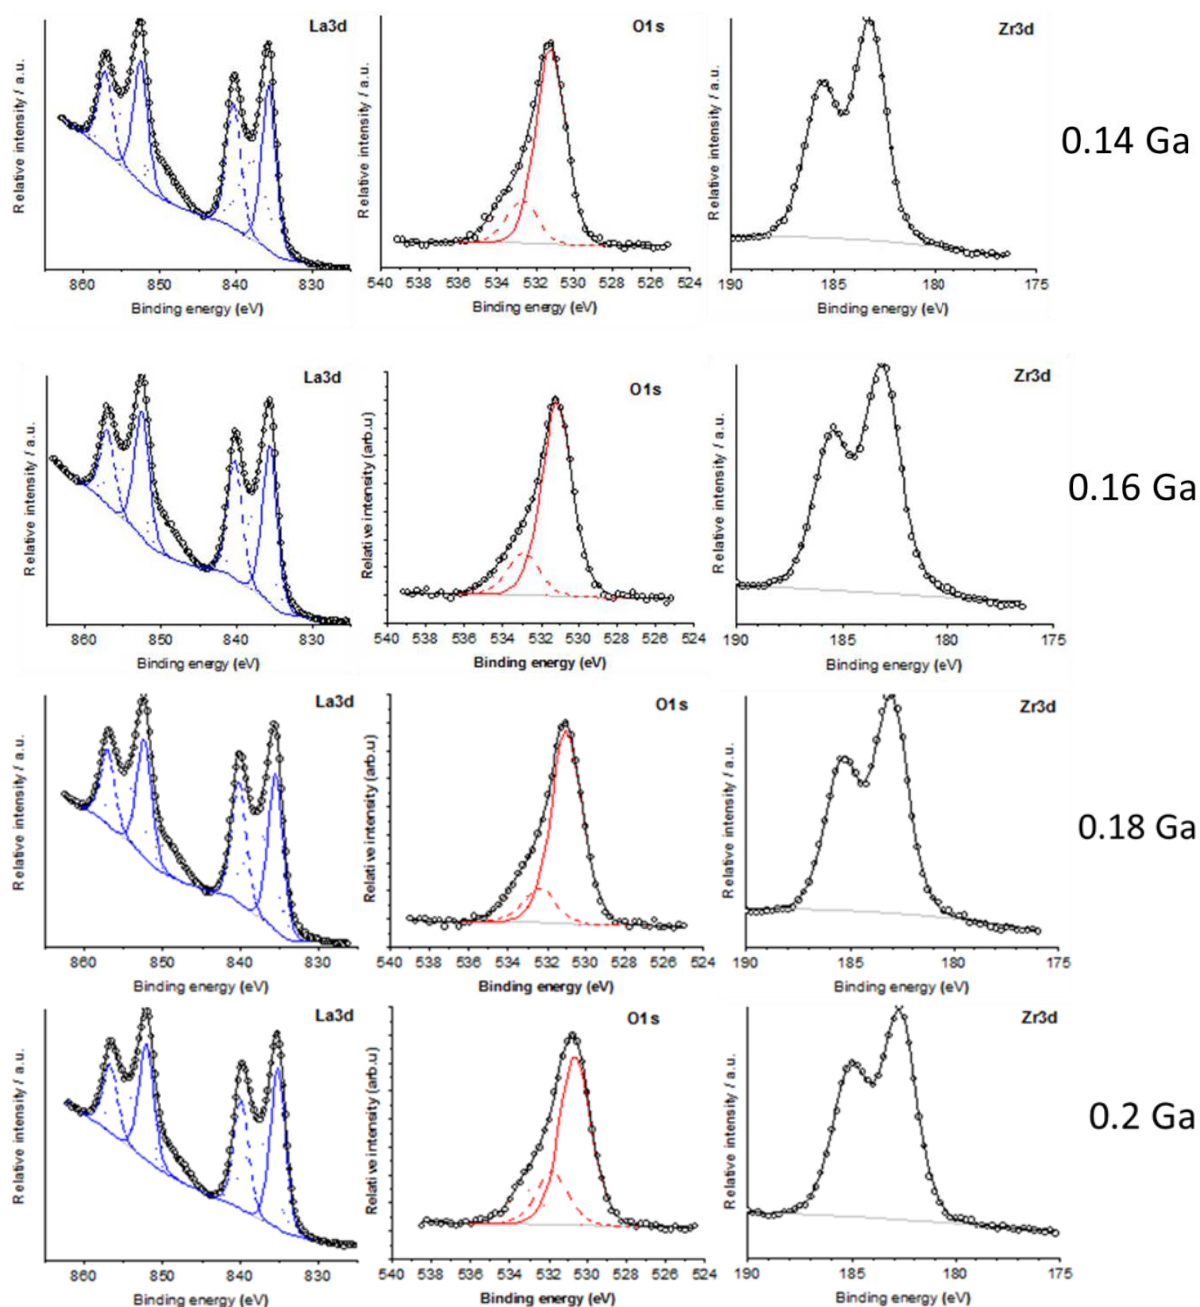 La3d
O1s
Zr3d
Relative intensity / a.u.
Relative intensity / a.u.
Relative intensity / a.u.
0.14 Ga
860 850 840 830
540 538 536 534 532 530 528 526 524
190 185 180 175
Binding energy (eV)
Binding energy (eV)
Binding energy (eV)
La3d
O1s
Zr3d
Relative intensity / a.u.
Relative intensity (arb.u)
Relative intensity / a.u.
0.16 Ga
860 850 840 830
540 538 536 534 532 530 528 526 524
190 185 180 175
Binding energy (eV)
Binding energy (eV)
Binding energy (eV)
La3d
O1s
Zr3d
Relative intensity / a.u.
Relative intensity (arb.u)
Relative intensity / a.u.
0.18 Ga
860 850 840 830
540 538 536 534 532 530 528 526 524
190 185 180 175
Binding energy (eV)
Binding energy (eV)
Binding energy (eV)
La3d
O1s
Zr3d
Relative intensity / a.u.
Relative intensity (arb.u)
Relative intensity / a.u.
0.2 Ga
860 850 840 830
540 538 536 534 532 530 528 526 524
190 185 180 175
Binding energy (eV)
Binding energy (eV)
Binding energy (eV)